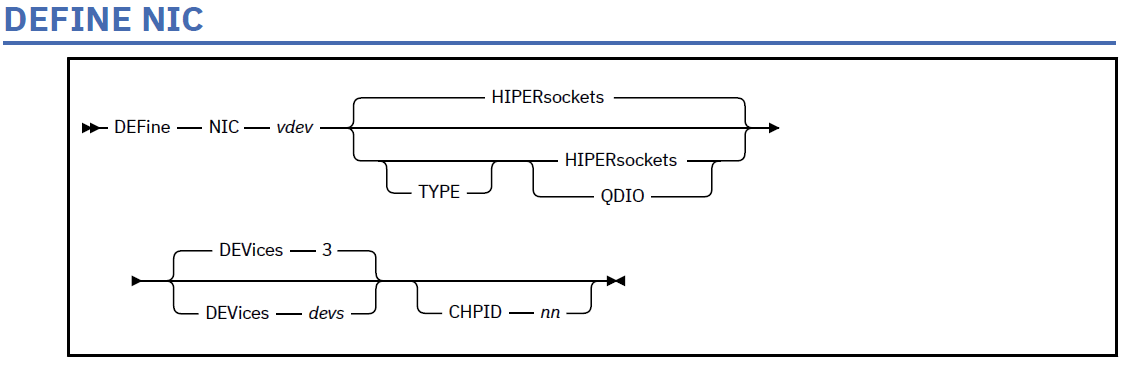 DEFINE NIC
HIPERsockets
DEFine NIC vdev
HIPERsockets
TYPE
QDIO
DEVices 3
DEVices devs
CHPID nn